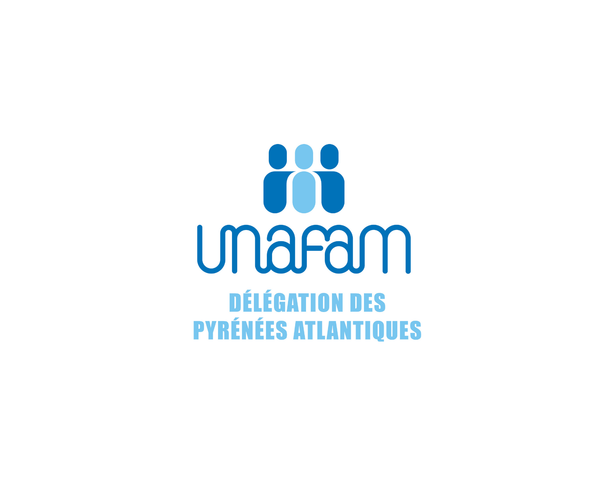 unafam
DÉLÉGATION DES
PYRÉNÉES ATLANTIQUES